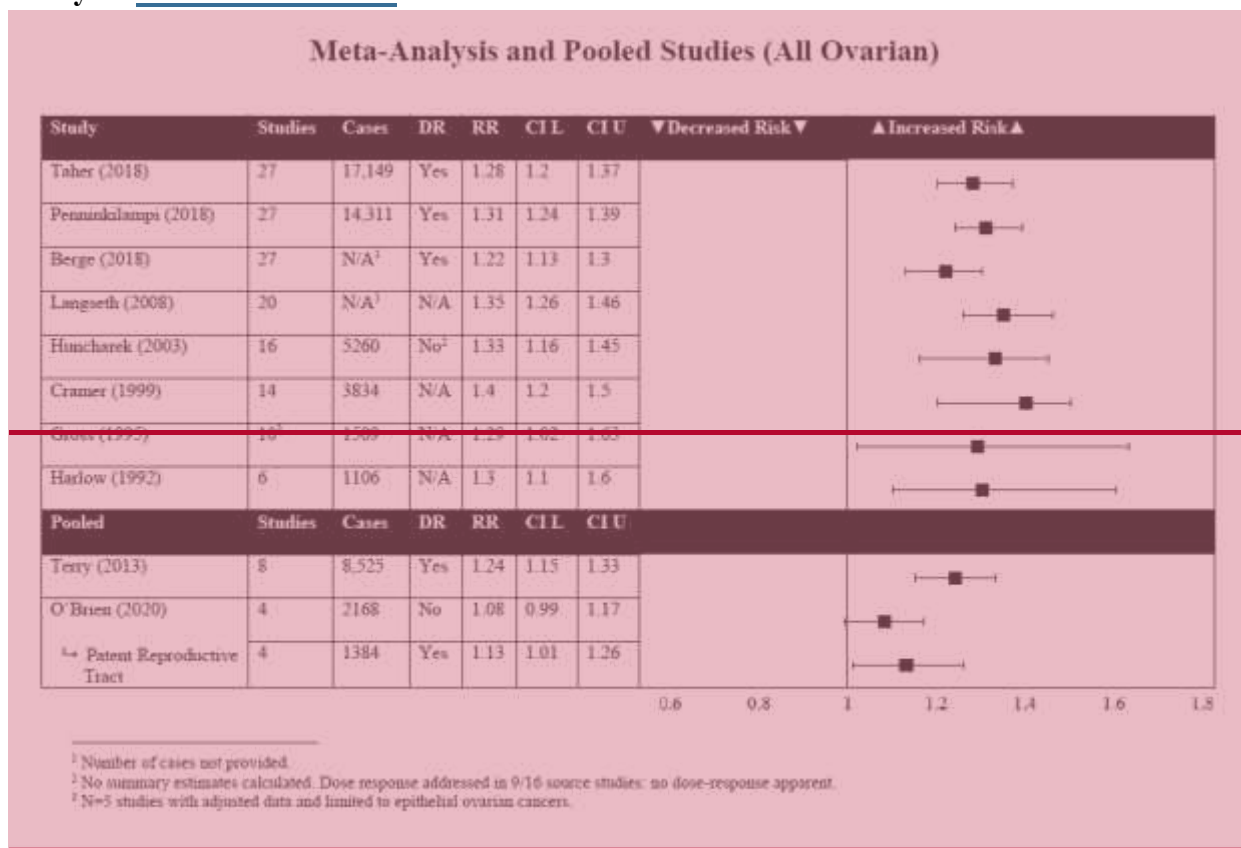 Meta-Analysis and Pooled Studies (All Ovarian)
Study Studies Cases DR RR CI L CI U ▼Decreased Risk▼ ▲Increased Risk▲
Taher (2018) 27 17,149 Yes 1.28 1.2 1.37
Penninkilampi (2018) 27 14,311 Yes 1.31 1.24 1.39
Berge (2018) 27 N/A¹ Yes 1.22 1.13 1.3
Langseth (2008) 20 N/A¹ N/A 1.35 1.26 1.46
Huncharek (2003) 16 5260 No² 1.33 1.16 1.45
Cramer (1999) 14 3834 N/A 1.4 1.2 1.5
Gross (1995) N/A 1.29 1.02 1.63
Harlow (1992) 6 1106 N/A 1.3 1.1 1.6
Pooled Studies Cases DR RR CI L CI U
Terry (2013) 8 8,525 Yes 1.24 1.15 1.33
O'Brien (2020) 4 2168 No 1.08 0.99 1.17
↳ Patent Reproductive 4 1384 Yes 1.13 1.01 1.26
Tract
0.6 0.8 1 1.2 1.4 1.6 1.8
¹ Number of cases not provided.
² No summary estimates calculated. Dose response addressed in 9/16 source studies: no dose-response apparent.
³ N=5 studies with adjusted data and limited to epithelial ovarian cancers.